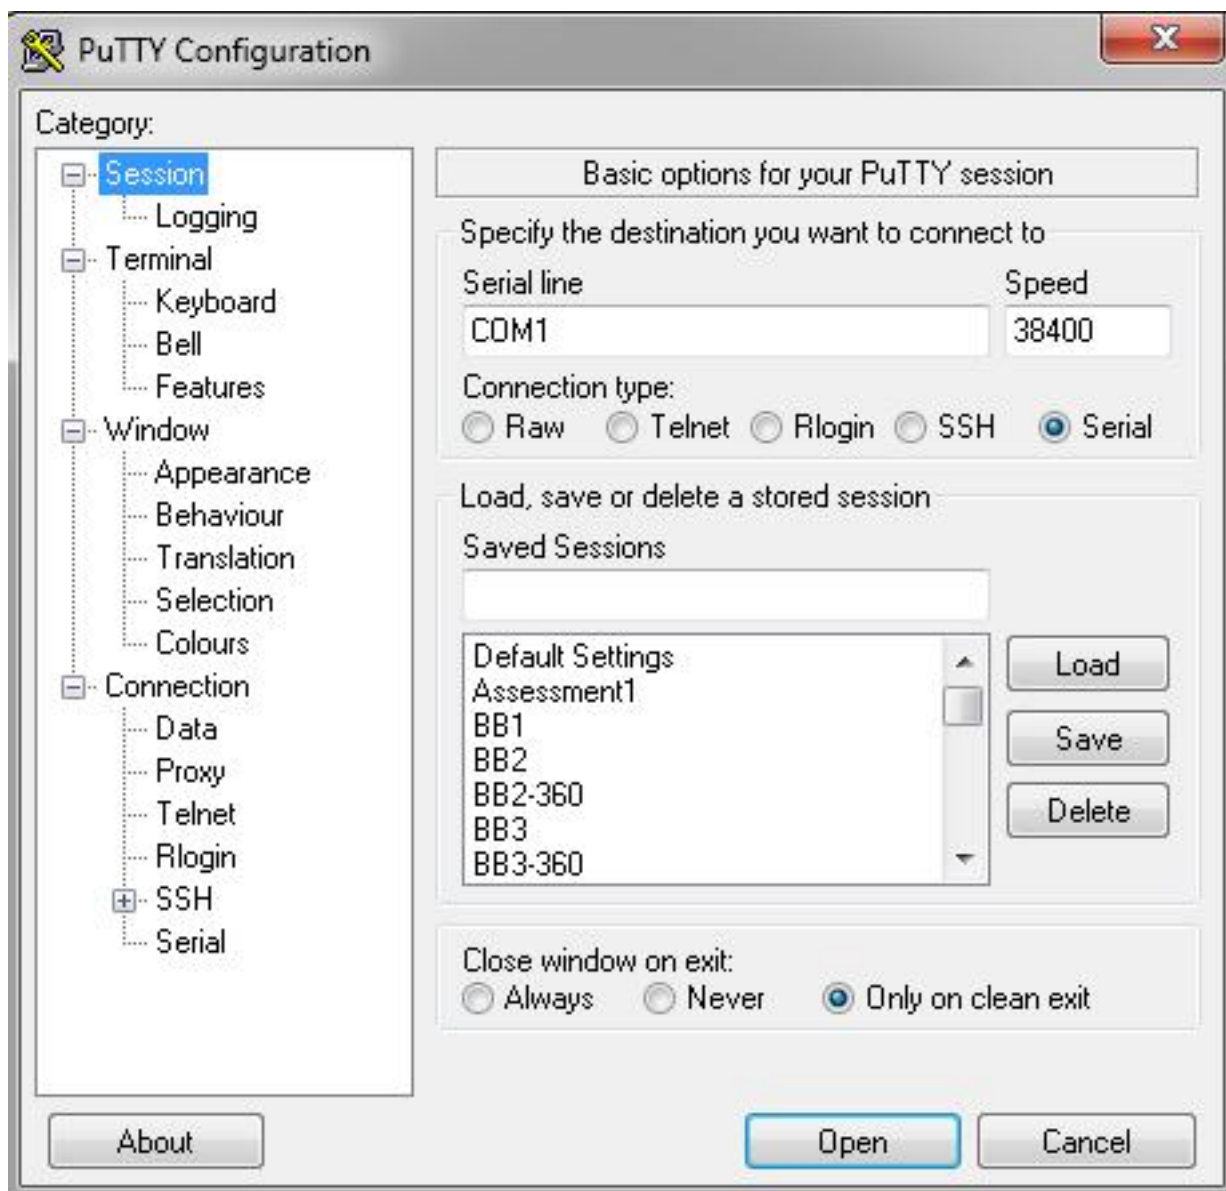 PuTTY Configuration
Category:
Session
Logging
Terminal
Keyboard
Bell
Features
Window
Appearance
Behaviour
Translation
Selection
Colours
Connection
Data
Proxy
Telnet
Rlogin
SSH
Serial
Basic options for your PuTTY session
Specify the destination you want to connect to
Serial line Speed
COM1 38400
Connection type:
Raw Telnet Rlogin SSH Serial
Load, save or delete a stored session
Saved Sessions
Default Settings
Assessment1
BB1
BB2
BB2-360
BB3
BB3-360
Load
Save
Delete
Close window on exit:
Always Never Only on clean exit
About Open Cancel